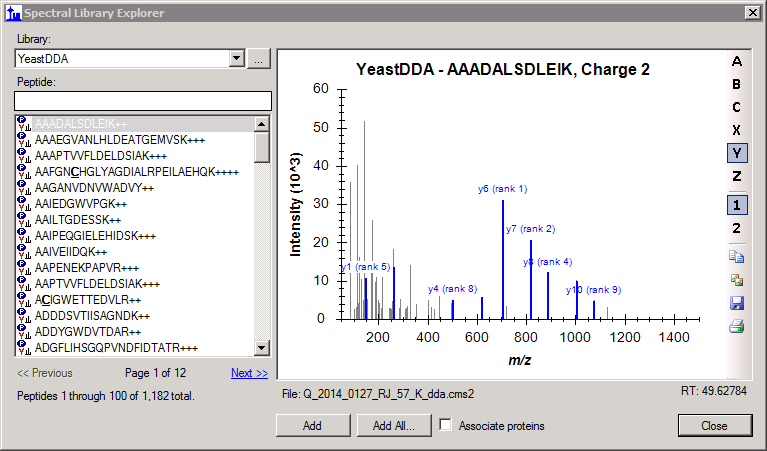 Spectral Library Explorer
Library:
YeastDDA
...
Peptide:
AAADALSDLEIK++
AAAEGVANLHLDEATGEMVSK+++
AAAPTVVFLDELDSIAK+++
AAFGNCHGLYAGDIALRPEILAEHQK++++
AAGANVDNVWADVY++
AAIEDGWVPGK++
AAILTGDESSK++
AAIPEQGIELEHIDSK+++
AAIVEIIDQK++
AAPENEKPAPVR+++
AAPTVVFLDELDSIAK+++
ACIGWETTEDVLR++
ADDDSVTIISAGNDK++
ADDYGWDVTDAR++
ADGFLIHSGQPVNDFIDTATR+++
<< Previous
Page 1 of 12
Next >>
Peptides 1 through 100 of 1,182 total.
YeastDDA - AAADALSDLEIK, Charge 2
Intensity (10^3)
60
50
40
30
20
10
0
y6 (rank 1)
y7 (rank 2)
y8 (rank 4)
y1 (rank 5)
y4 (rank 8)
y10 (rank 9)
200 400 600 800 1000 1200 1400
m/z
A
B
C
X
Y
Z
1
2
File: Q_2014_0127_RJ_57_K_dda.cms2
RT: 49.62784
Add
Add All...
Associate proteins
Close